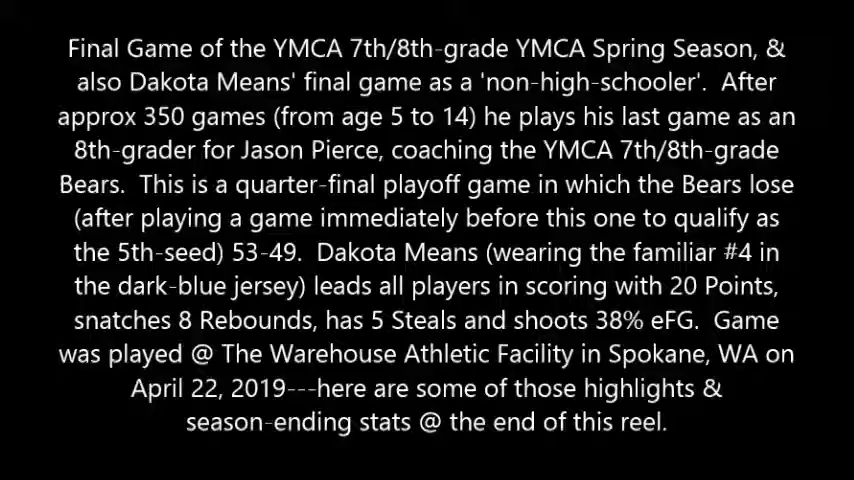 Final Game of the YMCA 7th/8th-grade YMCA Spring Season, &
also Dakota Means' final game as a 'non-high-schooler'.  After
approx 350 games (from age 5 to 14) he plays his last game as an
8th-grader for Jason Pierce, coaching the YMCA 7th/8th-grade
Bears.  This is a quarter-final playoff game in which the Bears lose
(after playing a game immediately before this one to qualify as
the 5th-seed) 53-49.  Dakota Means (wearing the familiar #4 in
the dark-blue jersey) leads all players in scoring with 20 Points,
snatches 8 Rebounds, has 5 Steals and shoots 38% eFG.  Game
was played @ The Warehouse Athletic Facility in Spokane, WA on
April 22, 2019---here are some of those highlights &
season-ending stats @ the end of this reel.